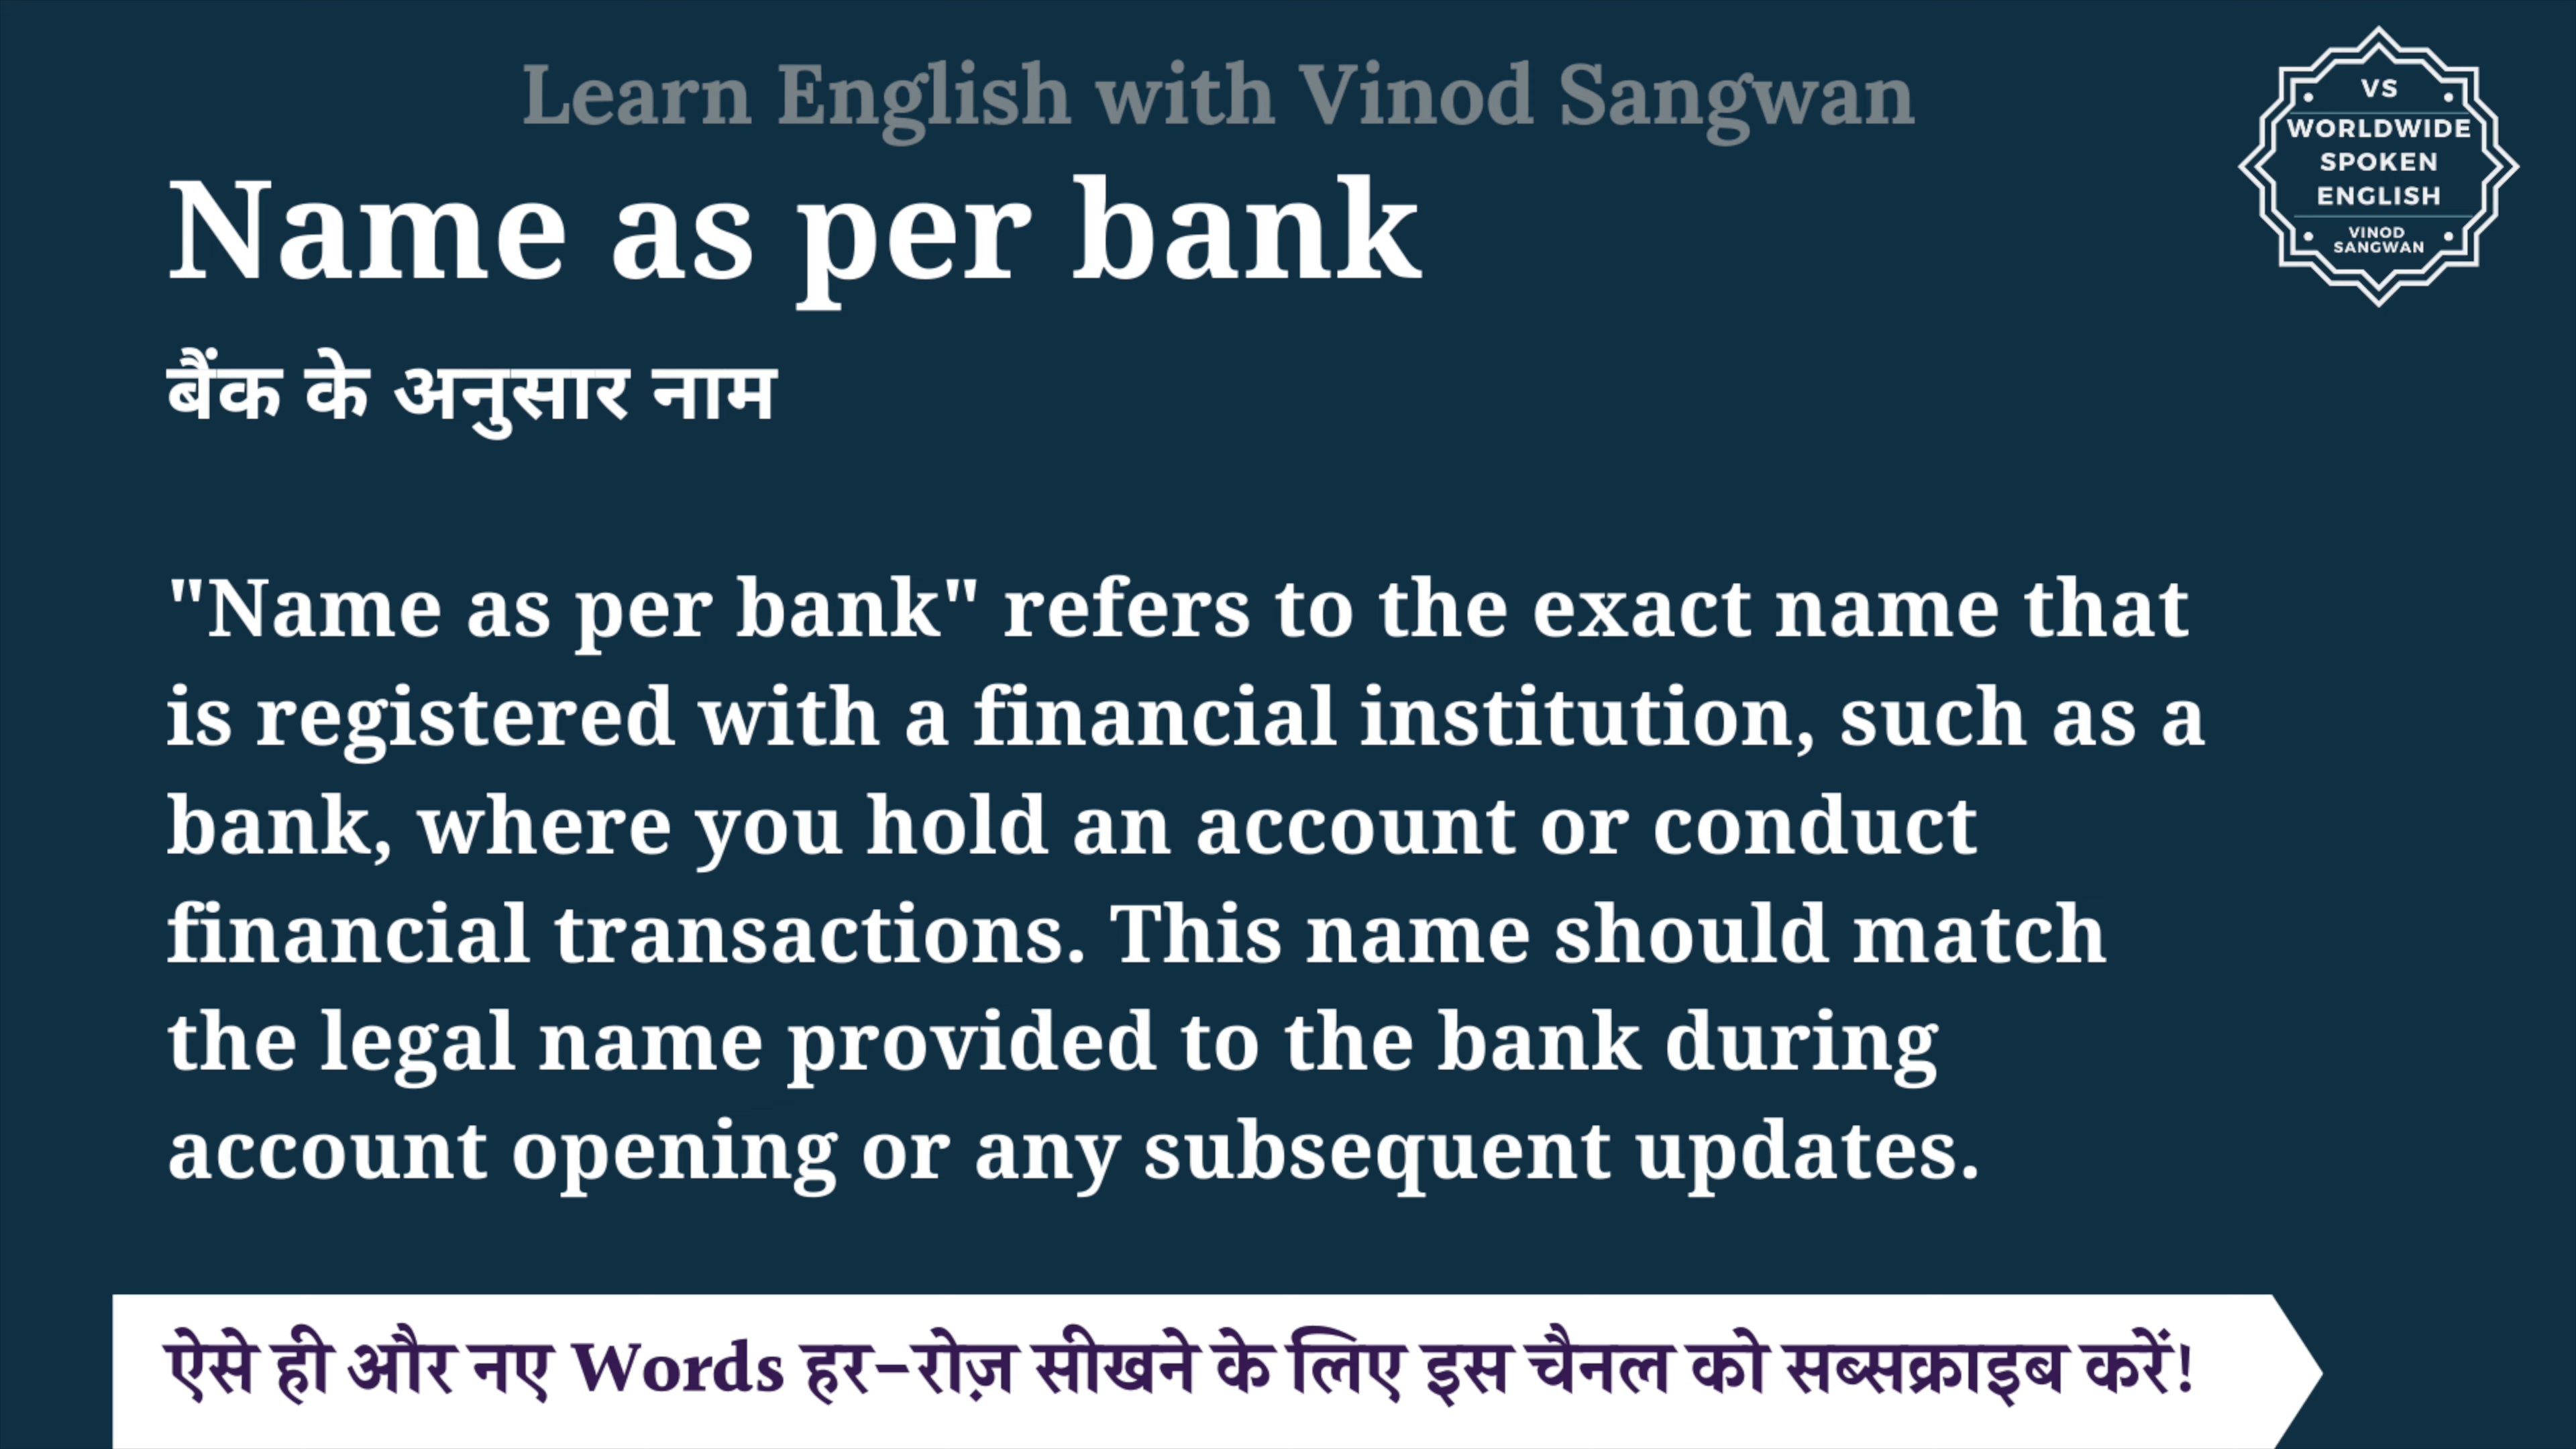 Learn English with Vinod Sangwan
VS
WORLDWIDE
SPOKEN
ENGLISH
VINOD
SANGWAN
Name as per bank
बैंक के अनुसार नाम
"Name as per bank" refers to the exact name that
is registered with a financial institution, such as a
bank, where you hold an account or conduct
financial transactions. This name should match
the legal name provided to the bank during
account opening or any subsequent updates.
ऐसे ही और नए Words हर-रोज़ सीखने के लिए इस चैनल को सब्सक्राइब करें!